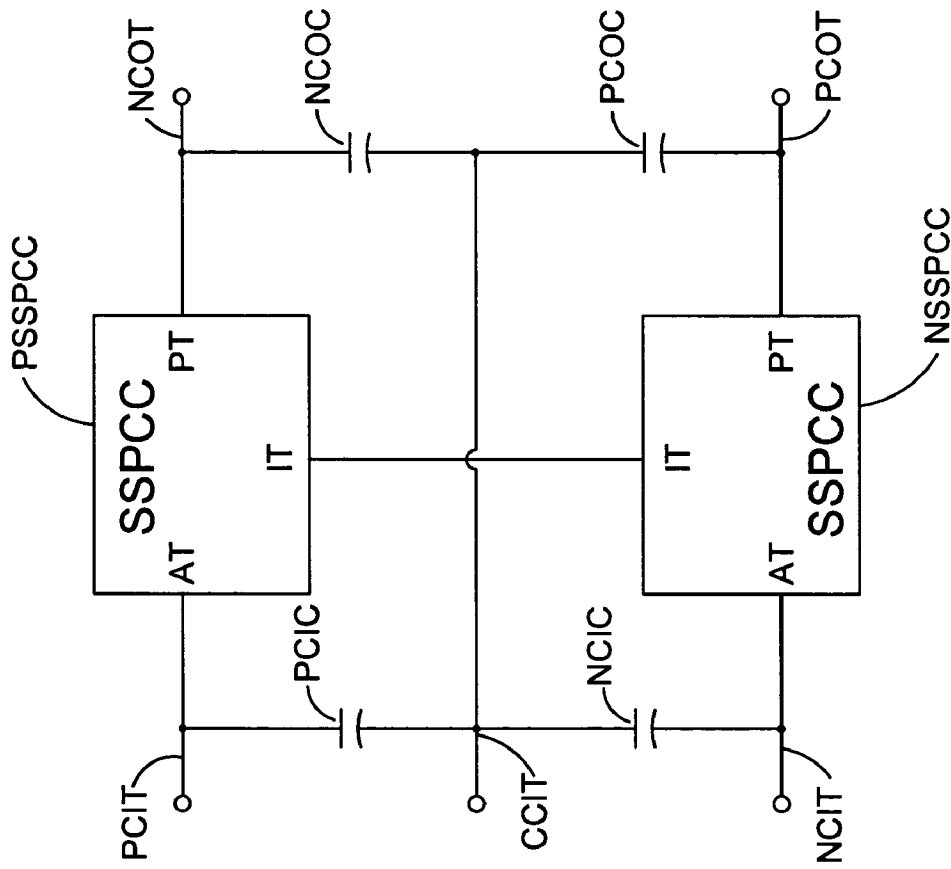 PSSPCC
NCOT
NCOC
PCOC
PCOT
SSPCC
AT
PT
IT
PCIT
PCIC
CCIT
NCIC
NCIT
IT
AT
PT
SSPCC
NSSPCC